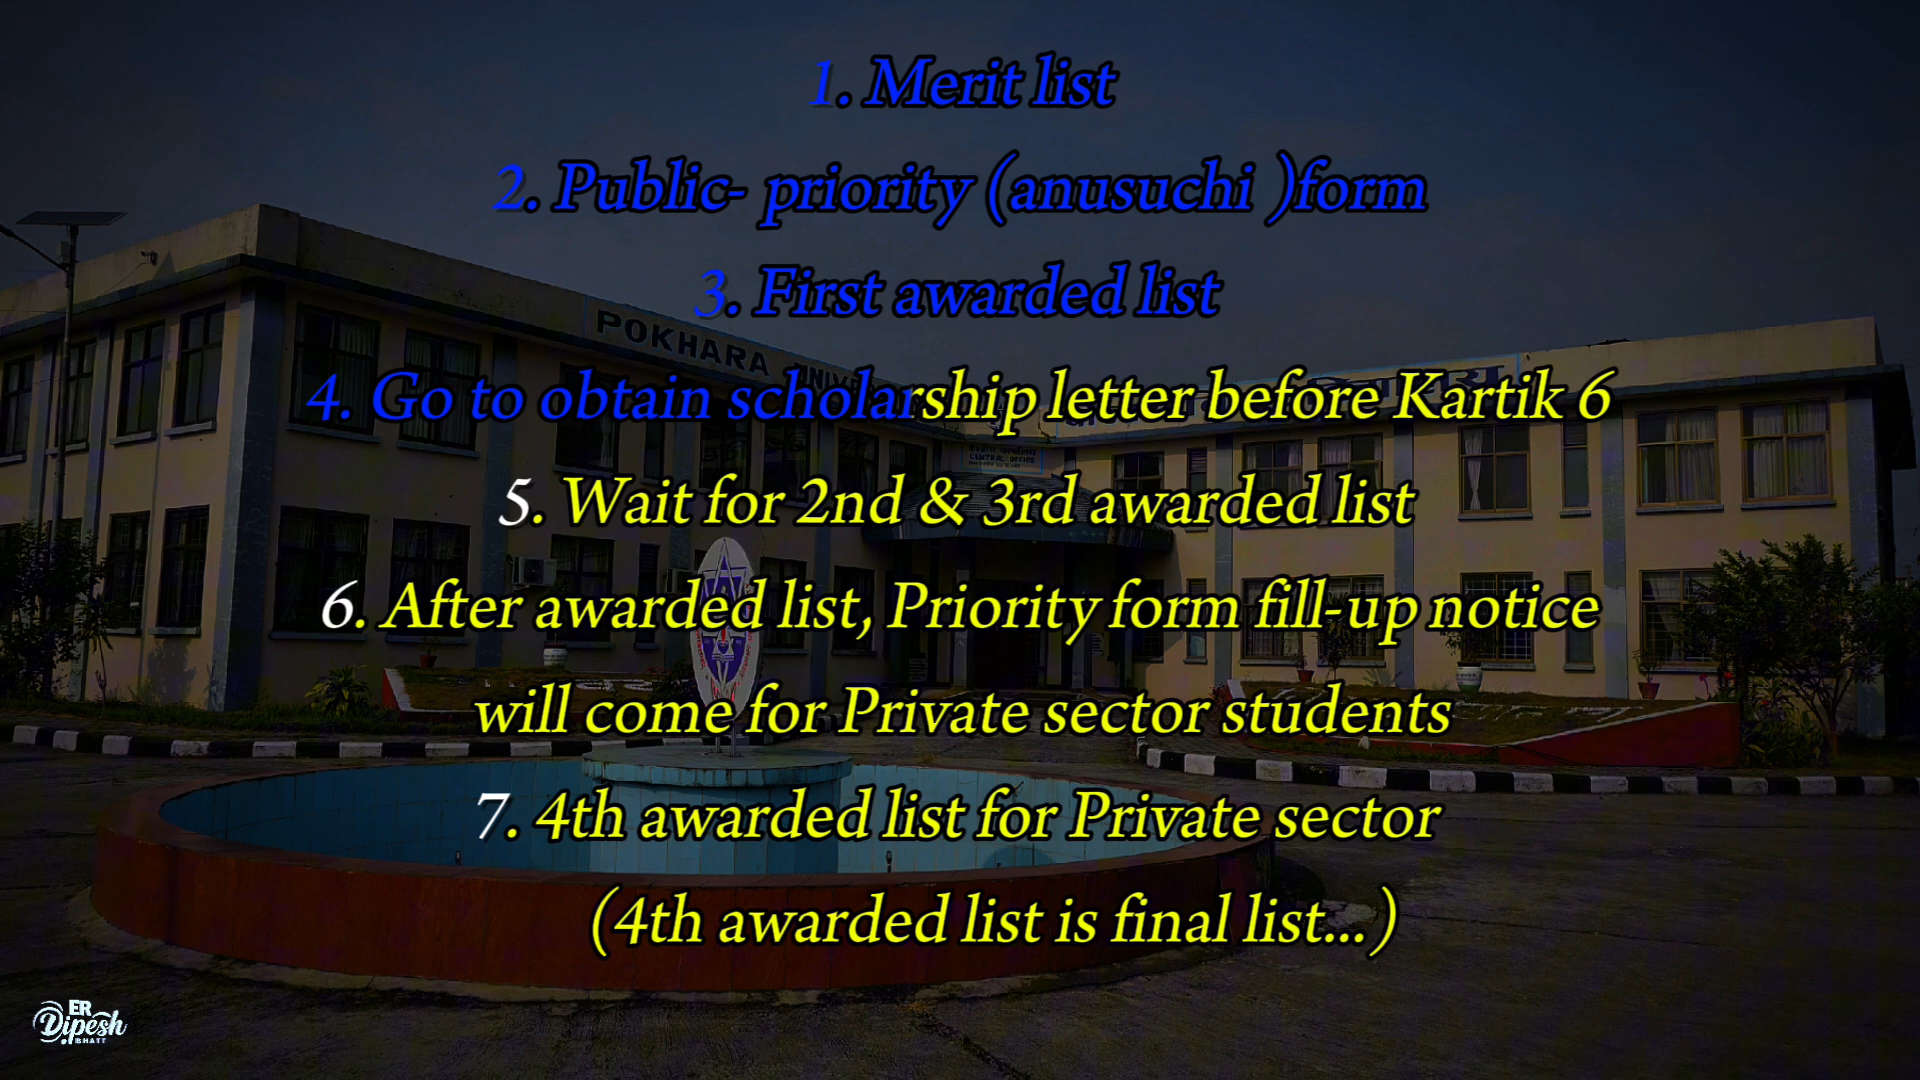 1. Merit list
2. Public- priority (anusuchi )form
3. First awarded list
POKHARA
4. Go to obtain scholarship letter before Kartik 6
CENTRAL OFFICE
5. Wait for 2nd & 3rd awarded list
6. After awarded list, Priority form fill-up notice
will come for Private sector students
7. 4th awarded list for Private sector
(4th awarded list is final list...)
ER
Dipesh
BHATT